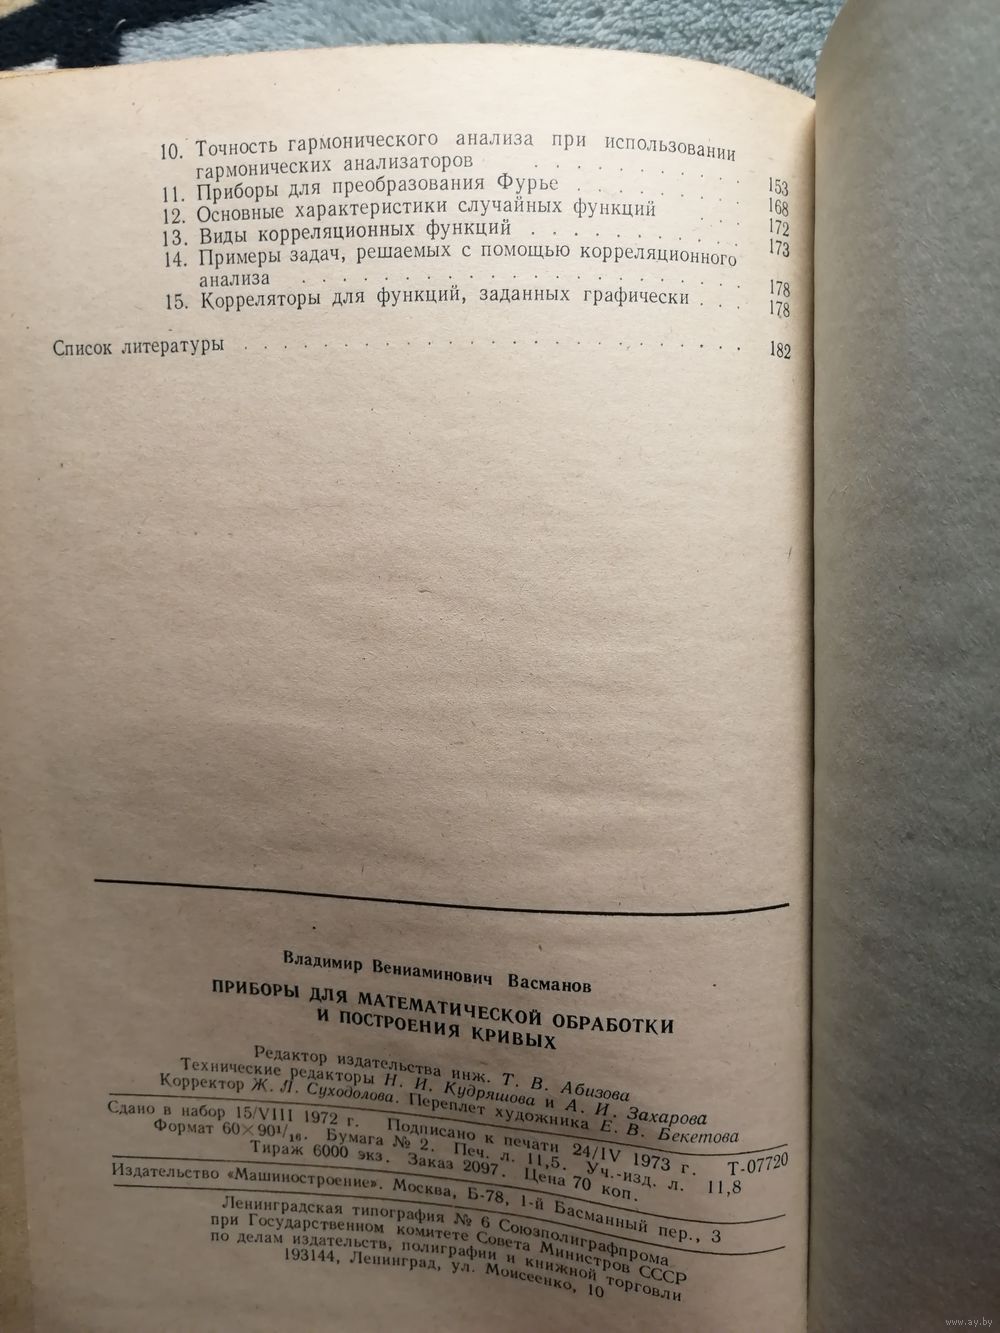 10. Точность гармонического анализа при использовании
гармонических анализаторов . . . . . . . . 153
11. Приборы для преобразования Фурье . . . . . . . 168
12. Основные характеристики случайных функций . . 172
13. Виды корреляционных функций . . . . . . . . . . 173
14. Примеры задач, решаемых с помощью корреляционного
анализа . . . . . . . . . . . . . . . . . . . 178
15. Корреляторы для функций, заданных графически . . . 178
Список литературы . . . . . . . . . . . . . . . . . . . . . . 182
Владимир Вениаминович Васманов
ПРИБОРЫ ДЛЯ МАТЕМАТИЧЕСКОЙ ОБРАБОТКИ
И ПОСТРОЕНИЯ КРИВЫХ
Редактор издательства инж. Т. В. Абизова
Технические редакторы Н. И. Кудряшова и А. И. Захарова
Корректор Ж. Л. Суходолова. Переплет художника Е. В. Бекетова
Сдано в набор 15/VIII 1972 г. Подписано к печати 24/IV 1973 г. Т-07720
Формат 60×90¹/₁₆. Бумага № 2. Печ. л. 11,5. Уч.-изд. л. 11,8
Тираж 6000 экз. Заказ 2097. Цена 70 коп.
Издательство «Машиностроение». Москва, Б-78, 1-й Басманный пер., 3
Ленинградская типография № 6 Союзполиграфпрома
при Государственном комитете Совета Министров СССР
по делам издательств, полиграфии и книжной торговли
193144, Ленинград, ул. Моисеенко, 10
www.ay.by